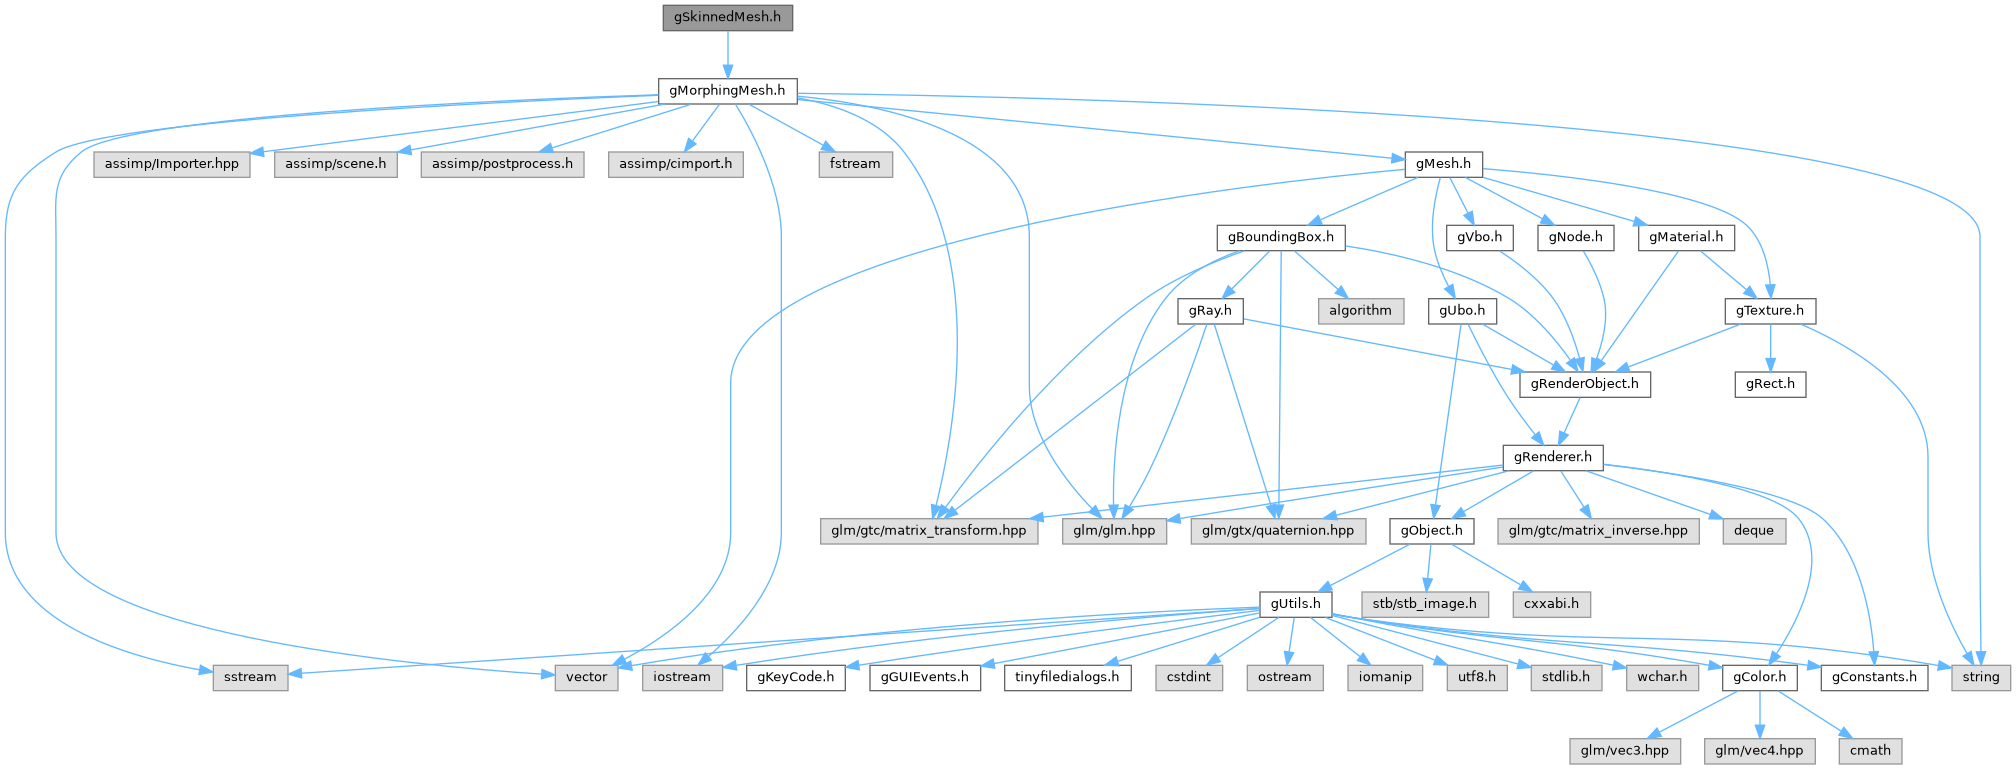 gSkinnedMesh.h
gMorphingMesh.h
assimp/Importer.hpp
assimp/scene.h
assimp/postprocess.h
assimp/cimport.h
fstream
gMesh.h
gBoundingBox.h
gVbo.h
gNode.h
gMaterial.h
gRay.h
algorithm
gUbo.h
gTexture.h
gRenderObject.h
gRect.h
gRenderer.h
glm/gtc/matrix_transform.hpp
glm/glm.hpp
glm/gtx/quaternion.hpp
gObject.h
glm/gtc/matrix_inverse.hpp
deque
gUtils.h
stb/stb_image.h
cxxabi.h
sstream
vector
iostream
gKeyCode.h
gGUIEvents.h
tinyfiledialogs.h
cstdint
ostream
iomanip
utf8.h
stdlib.h
wchar.h
gColor.h
gConstants.h
string
glm/vec3.hpp
glm/vec4.hpp
cmath